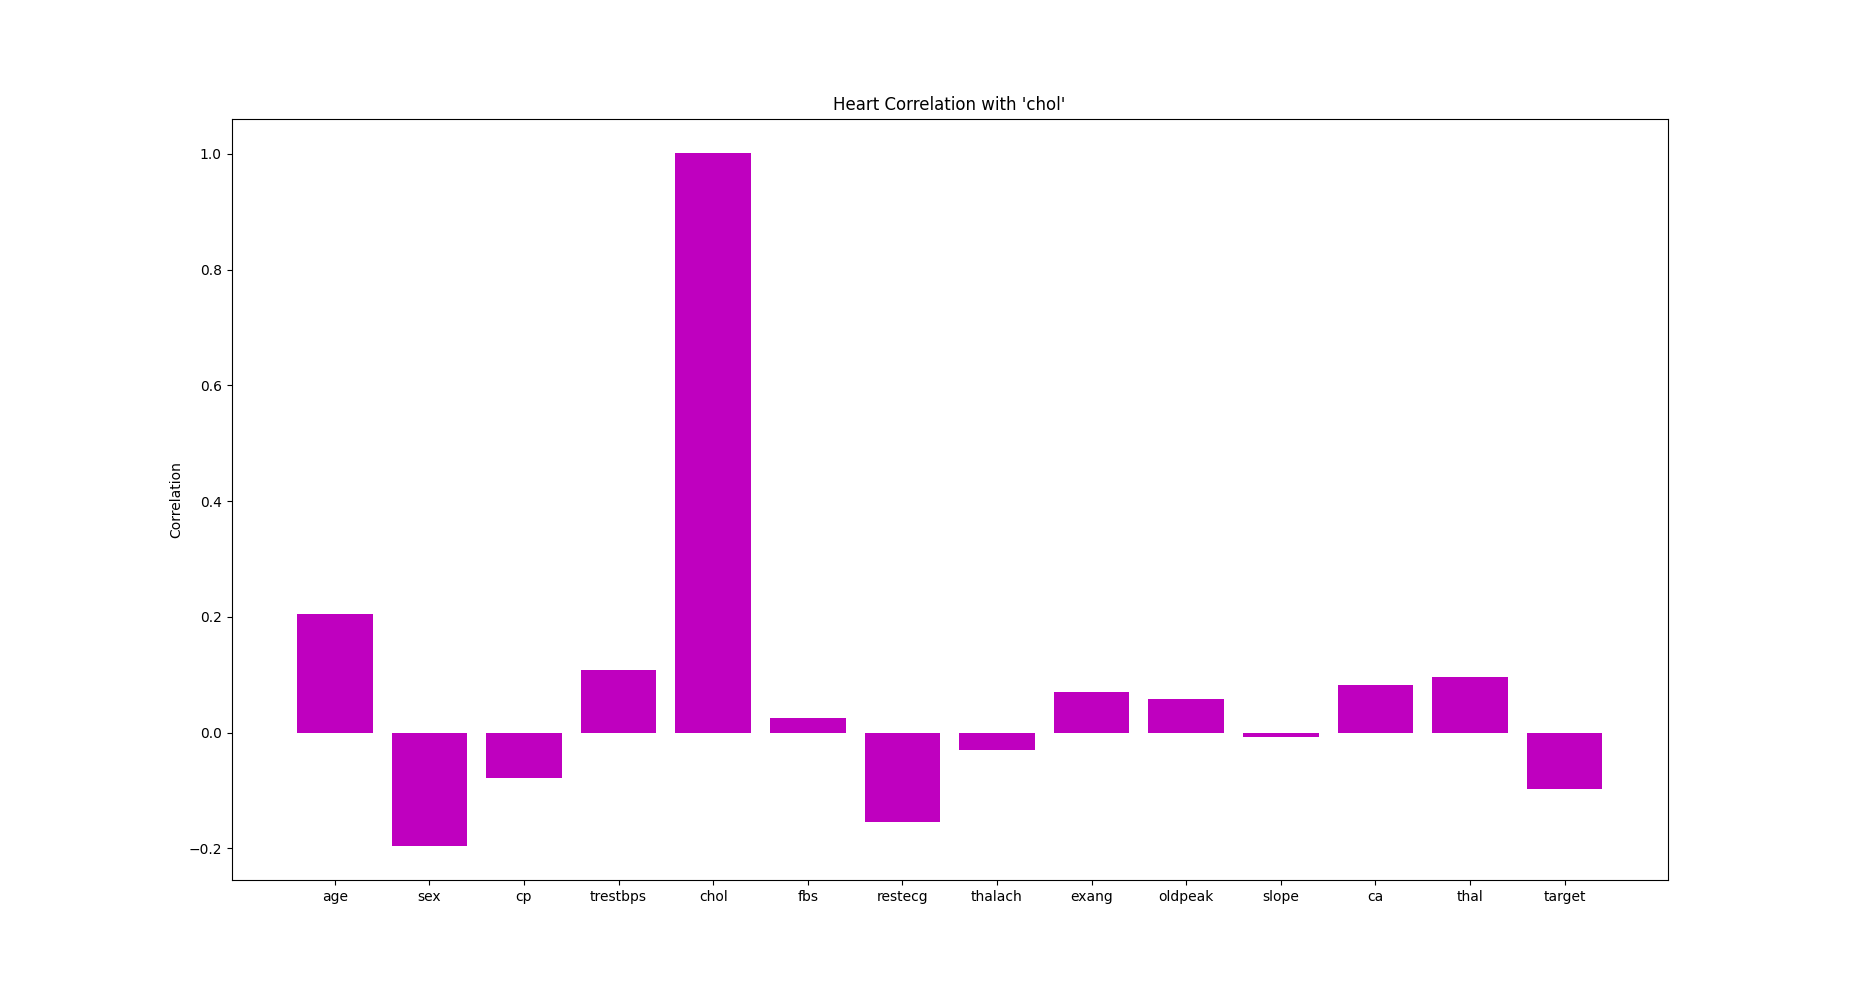 Heart Correlation with 'chol'
1.0
0.8
0.6
0.4
0.2
0.0
−0.2
Correlation
age sex cp trestbps chol fbs restecg thalach exang oldpeak slope ca thal target